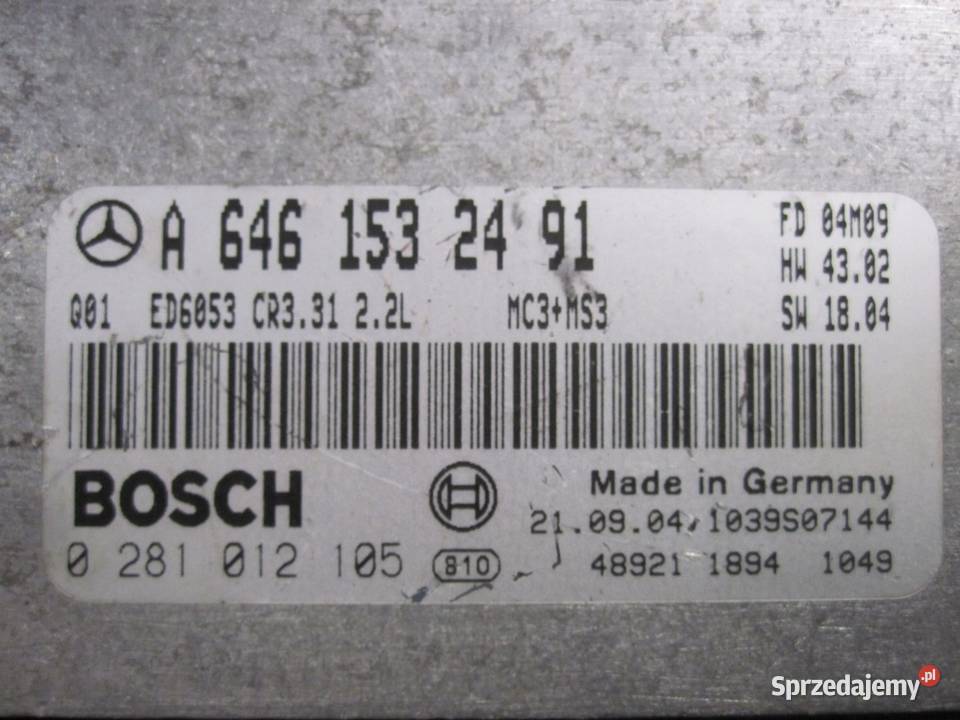 A 646 153 24 91
FD 04M09
HW 43.02
Q01 ED6053 CR3.31 2.2L MC3+MS3 SW 18.04
BOSCH
Made in Germany
21.09.04 1039S07144
0 281 012 105 810 48921 1894 1049
Sprzedajemy.pl